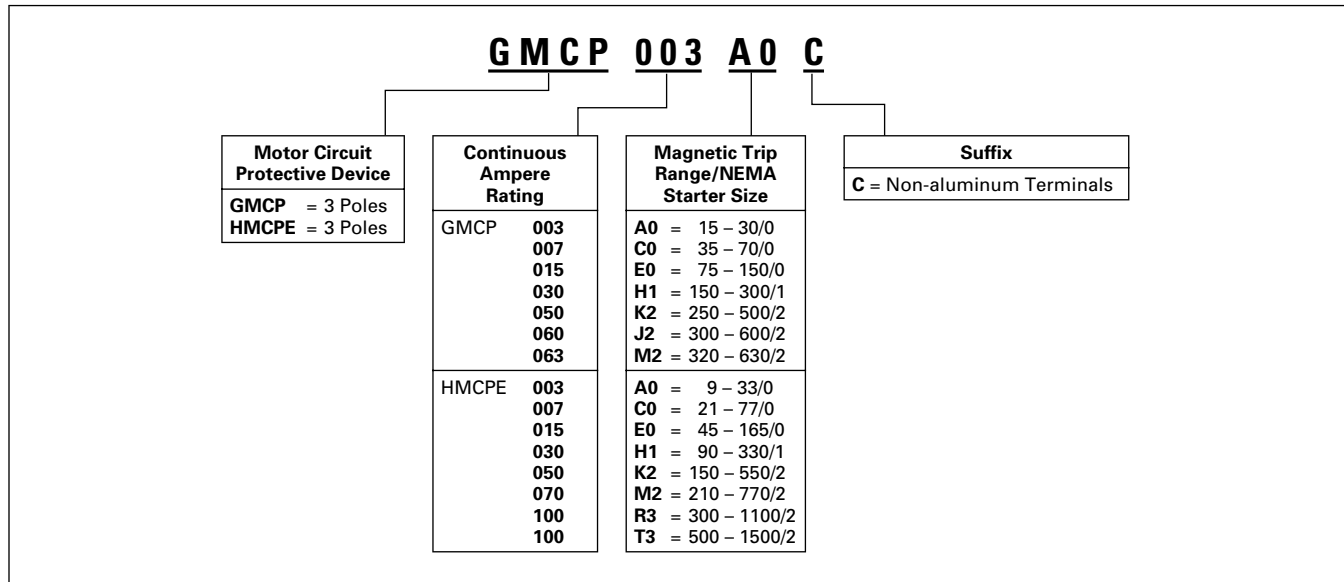 GMCP 003 A0 C
Motor Circuit
Protective Device
GMCP = 3 Poles
HMCPE = 3 Poles
Continuous
Ampere
Rating
GMCP 003
007
015
030
050
060
063
HMCPE 003
007
015
030
050
070
100
100
Magnetic Trip
Range/NEMA
Starter Size
A0 = 15 – 30/0
C0 = 35 – 70/0
E0 = 75 – 150/0
H1 = 150 – 300/1
K2 = 250 – 500/2
J2 = 300 – 600/2
M2 = 320 – 630/2
A0 = 9 – 33/0
C0 = 21 – 77/0
E0 = 45 – 165/0
H1 = 90 – 330/1
K2 = 150 – 550/2
M2 = 210 – 770/2
R3 = 300 – 1100/2
T3 = 500 – 1500/2
Suffix
C = Non-aluminum Terminals